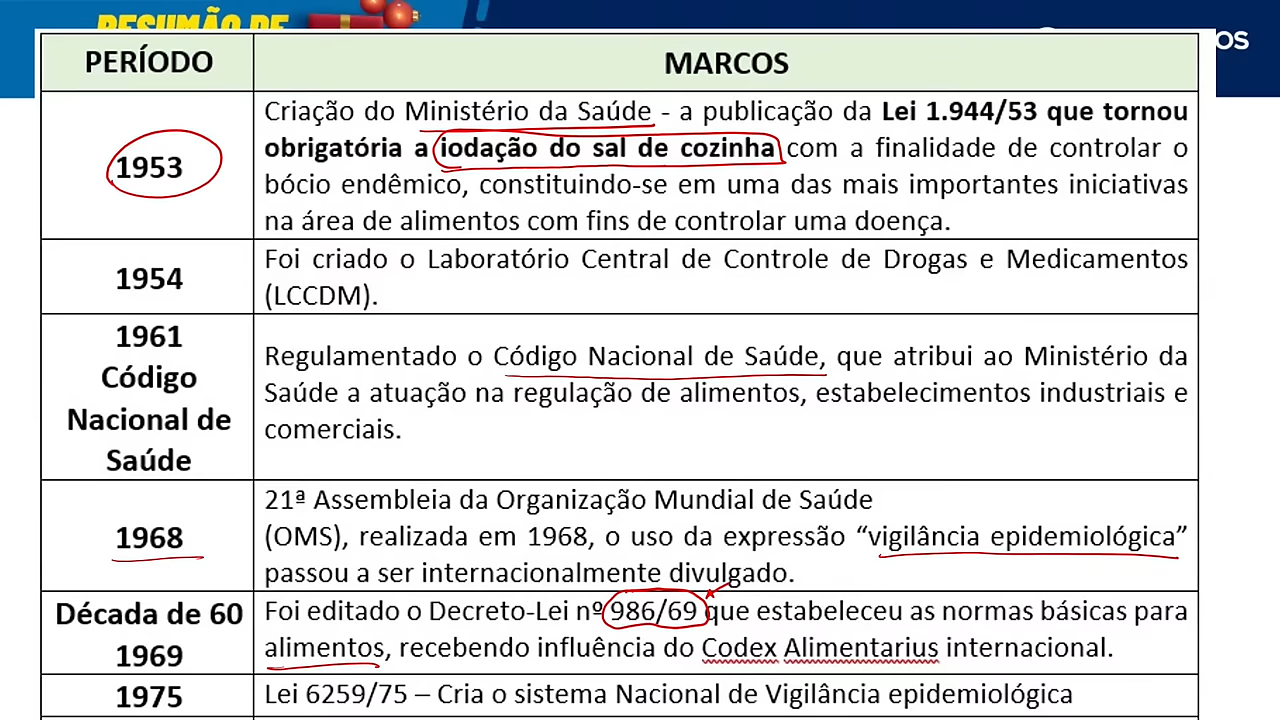 RESUMÃO DE
OS
PERÍODO
MARCOS
1953
Criação do Ministério da Saúde - a publicação da Lei 1.944/53 que tornou
obrigatória a iodação do sal de cozinha com a finalidade de controlar o
bócio endêmico, constituindo-se em uma das mais importantes iniciativas
na área de alimentos com fins de controlar uma doença.
1954
Foi criado o Laboratório Central de Controle de Drogas e Medicamentos
(LCCDM).
1961
Código
Nacional de
Saúde
Regulamentado o Código Nacional de Saúde, que atribui ao Ministério da
Saúde a atuação na regulação de alimentos, estabelecimentos industriais e
comerciais.
1968
21ª Assembleia da Organização Mundial de Saúde
(OMS), realizada em 1968, o uso da expressão “vigilância epidemiológica”
passou a ser internacionalmente divulgado.
Década de 60
1969
Foi editado o Decreto-Lei nº 986/69 que estabeleceu as normas básicas para
alimentos, recebendo influência do Codex Alimentarius internacional.
1975
Lei 6259/75 – Cria o sistema Nacional de Vigilância epidemiológica